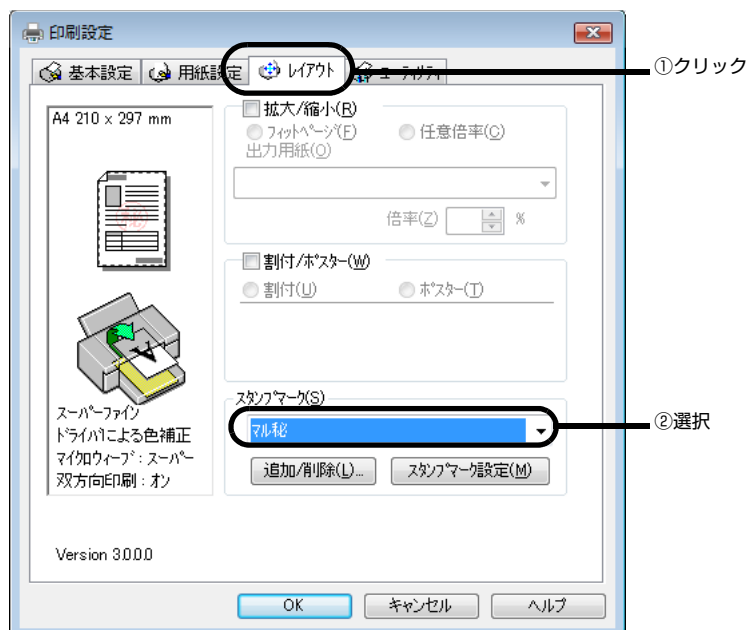 印刷設定
基本設定 用紙設定 レイアウト ユーティリティ
①クリック
A4 210 × 297 mm
スーパーファイン
ドライバによる色補正
マイクロウィーブ：スーパー
双方向印刷：オン
Version 3.0.0.0
拡大/縮小(R)
フィットページ(F) 任意倍率(C)
出力用紙(O)
倍率(Z) %
割付/ポスター(W)
割付(U) ポスター(T)
スタンプマーク(S)
マル秘
②選択
追加/削除(L)... スタンプマーク設定(M)
OK キャンセル ヘルプ